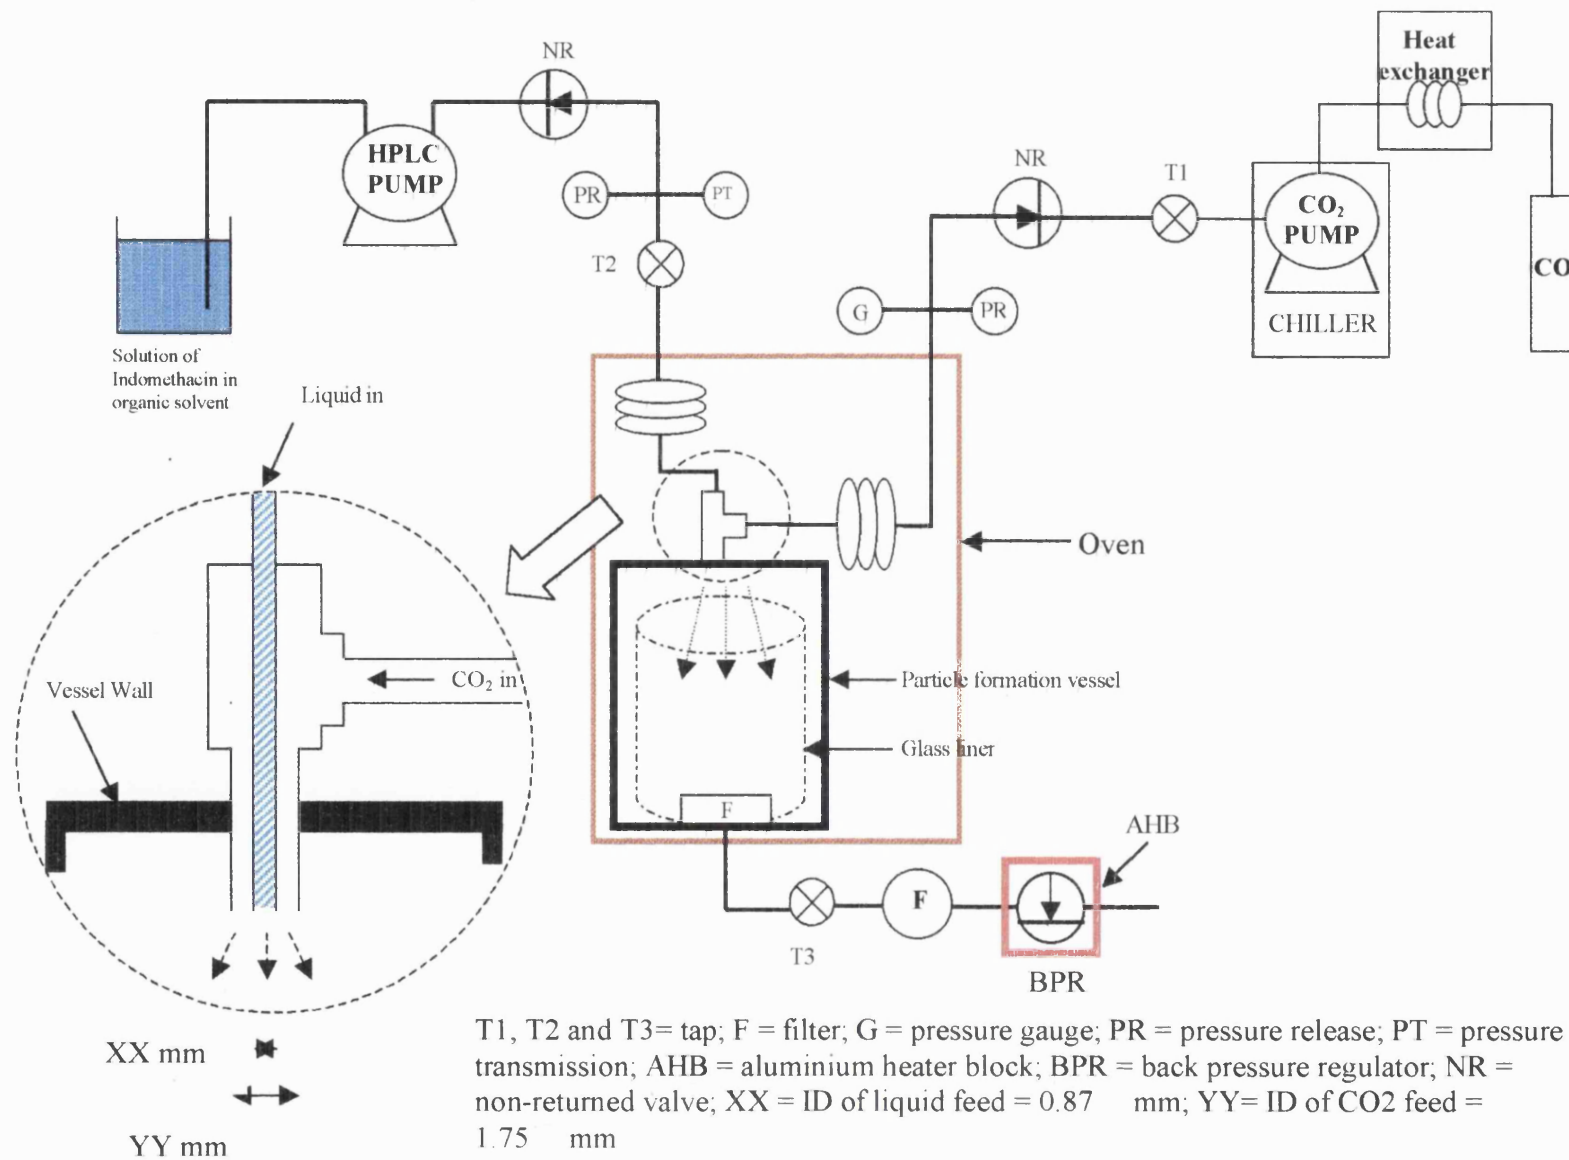 NR
Heat
exchanger
HPLC
PUMP
PR
PT
NR
T1
CO₂
PUMP
CO
T2
G
PR
CHILLER
Solution of
Indomethacin in
organic solvent
Liquid in
Oven
Vessel Wall
CO₂ in
Particle formation vessel
Glass liner
F
AHB
F
T3
BPR
XX mm
YY mm
T1, T2 and T3= tap; F = filter; G = pressure gauge; PR = pressure release; PT = pressure
transmission; AHB = aluminium heater block; BPR = back pressure regulator; NR =
non-returned valve; XX = ID of liquid feed = 0.87 mm; YY= ID of CO2 feed =
1.75 mm